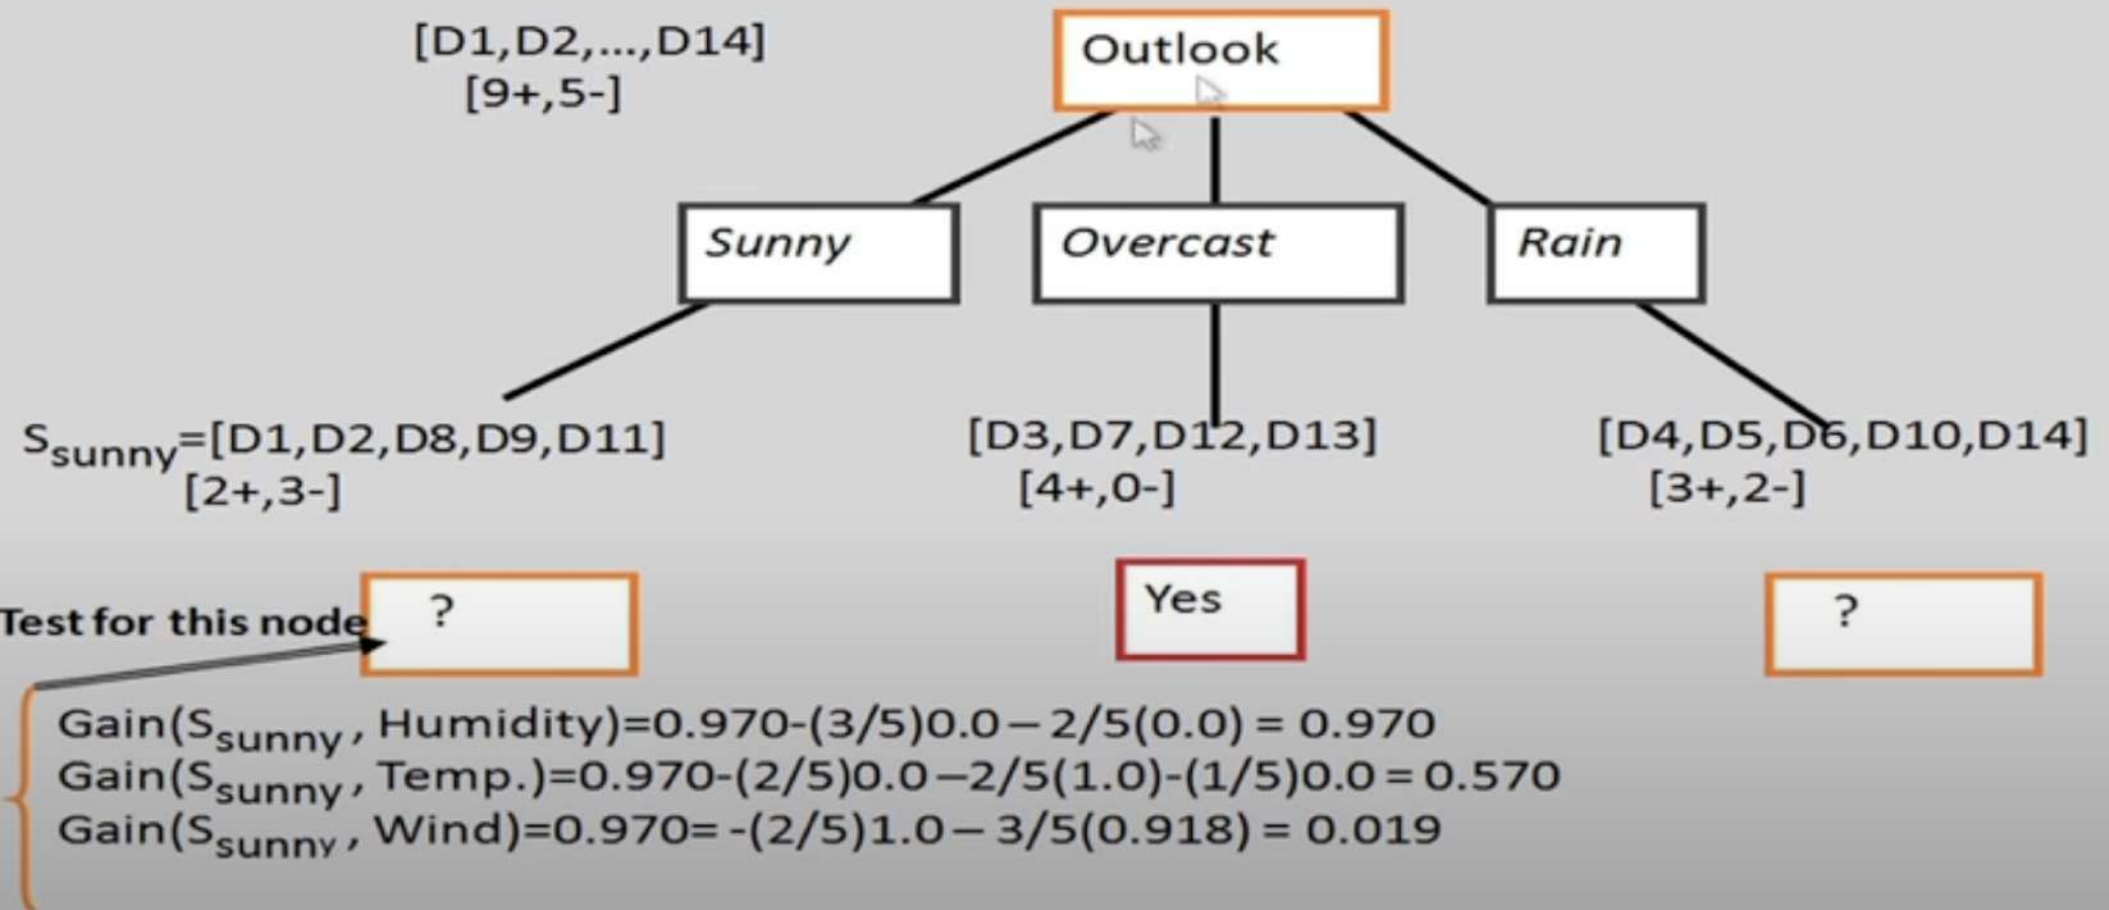 [D1,D2,...,D14]
[9+,5-]
Outlook
Sunny
Overcast
Rain
Ssunny=[D1,D2,D8,D9,D11]
[2+,3-]
[D3,D7,D12,D13]
[4+,0-]
[D4,D5,D6,D10,D14]
[3+,2-]
Test for this node
?
Yes
?
Gain(Ssunny, Humidity)=0.970-(3/5)0.0–2/5(0.0) = 0.970
Gain(Ssunny, Temp.)=0.970-(2/5)0.0–2/5(1.0)-(1/5)0.0 = 0.570
Gain(Ssunny, Wind)=0.970= -(2/5)1.0–3/5(0.918) = 0.019